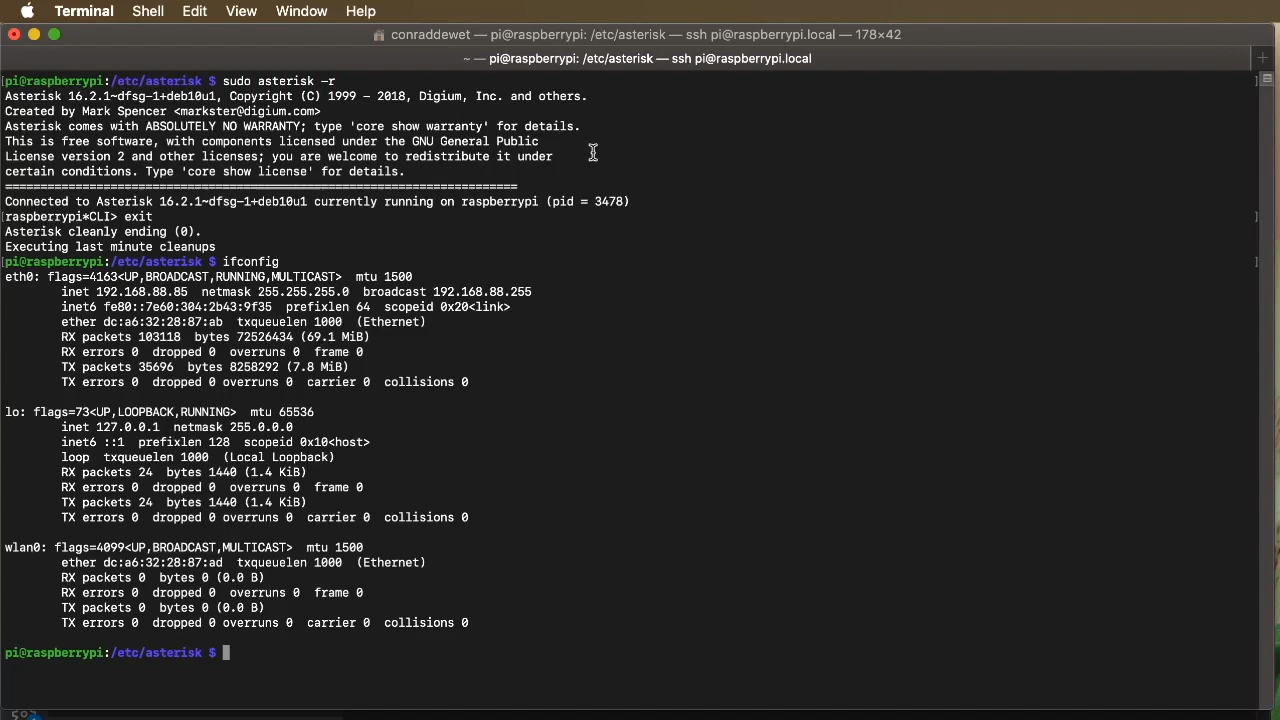 Terminal Shell Edit View Window Help
conraddewet — pi@raspberrypi: /etc/asterisk — ssh pi@raspberrypi.local — 178×42
~ — pi@raspberrypi: /etc/asterisk — ssh pi@raspberrypi.local
[pi@raspberrypi:/etc/asterisk $ sudo asterisk -r ]
Asterisk 16.2.1~dfsg-1+deb10u1, Copyright (C) 1999 - 2018, Digium, Inc. and others.
Created by Mark Spencer <markster@digium.com>
Asterisk comes with ABSOLUTELY NO WARRANTY; type 'core show warranty' for details.
This is free software, with components licensed under the GNU General Public
License version 2 and other licenses; you are welcome to redistribute it under
certain conditions. Type 'core show license' for details.
=========================================================================
Connected to Asterisk 16.2.1~dfsg-1+deb10u1 currently running on raspberrypi (pid = 3478)
[raspberrypi*CLI> exit ]
Asterisk cleanly ending (0).
Executing last minute cleanups
[pi@raspberrypi:/etc/asterisk $ ifconfig ]
eth0: flags=4163<UP,BROADCAST,RUNNING,MULTICAST>  mtu 1500
inet 192.168.88.85  netmask 255.255.255.0  broadcast 192.168.88.255
inet6 fe80::7e60:304:2b43:9f35  prefixlen 64  scopeid 0x20<link>
ether dc:a6:32:28:87:ab  txqueuelen 1000  (Ethernet)
RX packets 103118  bytes 72526434 (69.1 MiB)
RX errors 0  dropped 0  overruns 0  frame 0
TX packets 35696  bytes 8258292 (7.8 MiB)
TX errors 0  dropped 0 overruns 0  carrier 0  collisions 0
lo: flags=73<UP,LOOPBACK,RUNNING>  mtu 65536
inet 127.0.0.1  netmask 255.0.0.0
inet6 ::1  prefixlen 128  scopeid 0x10<host>
loop  txqueuelen 1000  (Local Loopback)
RX packets 24  bytes 1440 (1.4 KiB)
RX errors 0  dropped 0  overruns 0  frame 0
TX packets 24  bytes 1440 (1.4 KiB)
TX errors 0  dropped 0 overruns 0  carrier 0  collisions 0
wlan0: flags=4099<UP,BROADCAST,MULTICAST>  mtu 1500
ether dc:a6:32:28:87:ad  txqueuelen 1000  (Ethernet)
RX packets 0  bytes 0 (0.0 B)
RX errors 0  dropped 0  overruns 0  frame 0
TX packets 0  bytes 0 (0.0 B)
TX errors 0  dropped 0 overruns 0  carrier 0  collisions 0
pi@raspberrypi:/etc/asterisk $